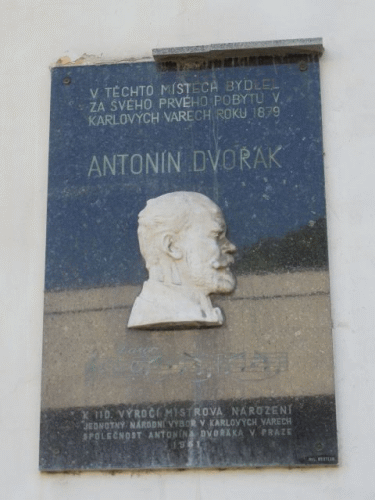 V TĚCHTO MÍSTECH BYDLEL
ZA SVÉHO PRVÉHO POBYTU V
KARLOVÝCH VARECH ROKU 1879
ANTONÍN DVOŘÁK
K 110. VÝROČÍ MISTROVA NAROZENÍ
JEDNOTNÝ NÁRODNÍ VÝBOR V KARLOVÝCH VARECH
SPOLEČNOST ANTONÍNA DVOŘÁKA V PRAZE